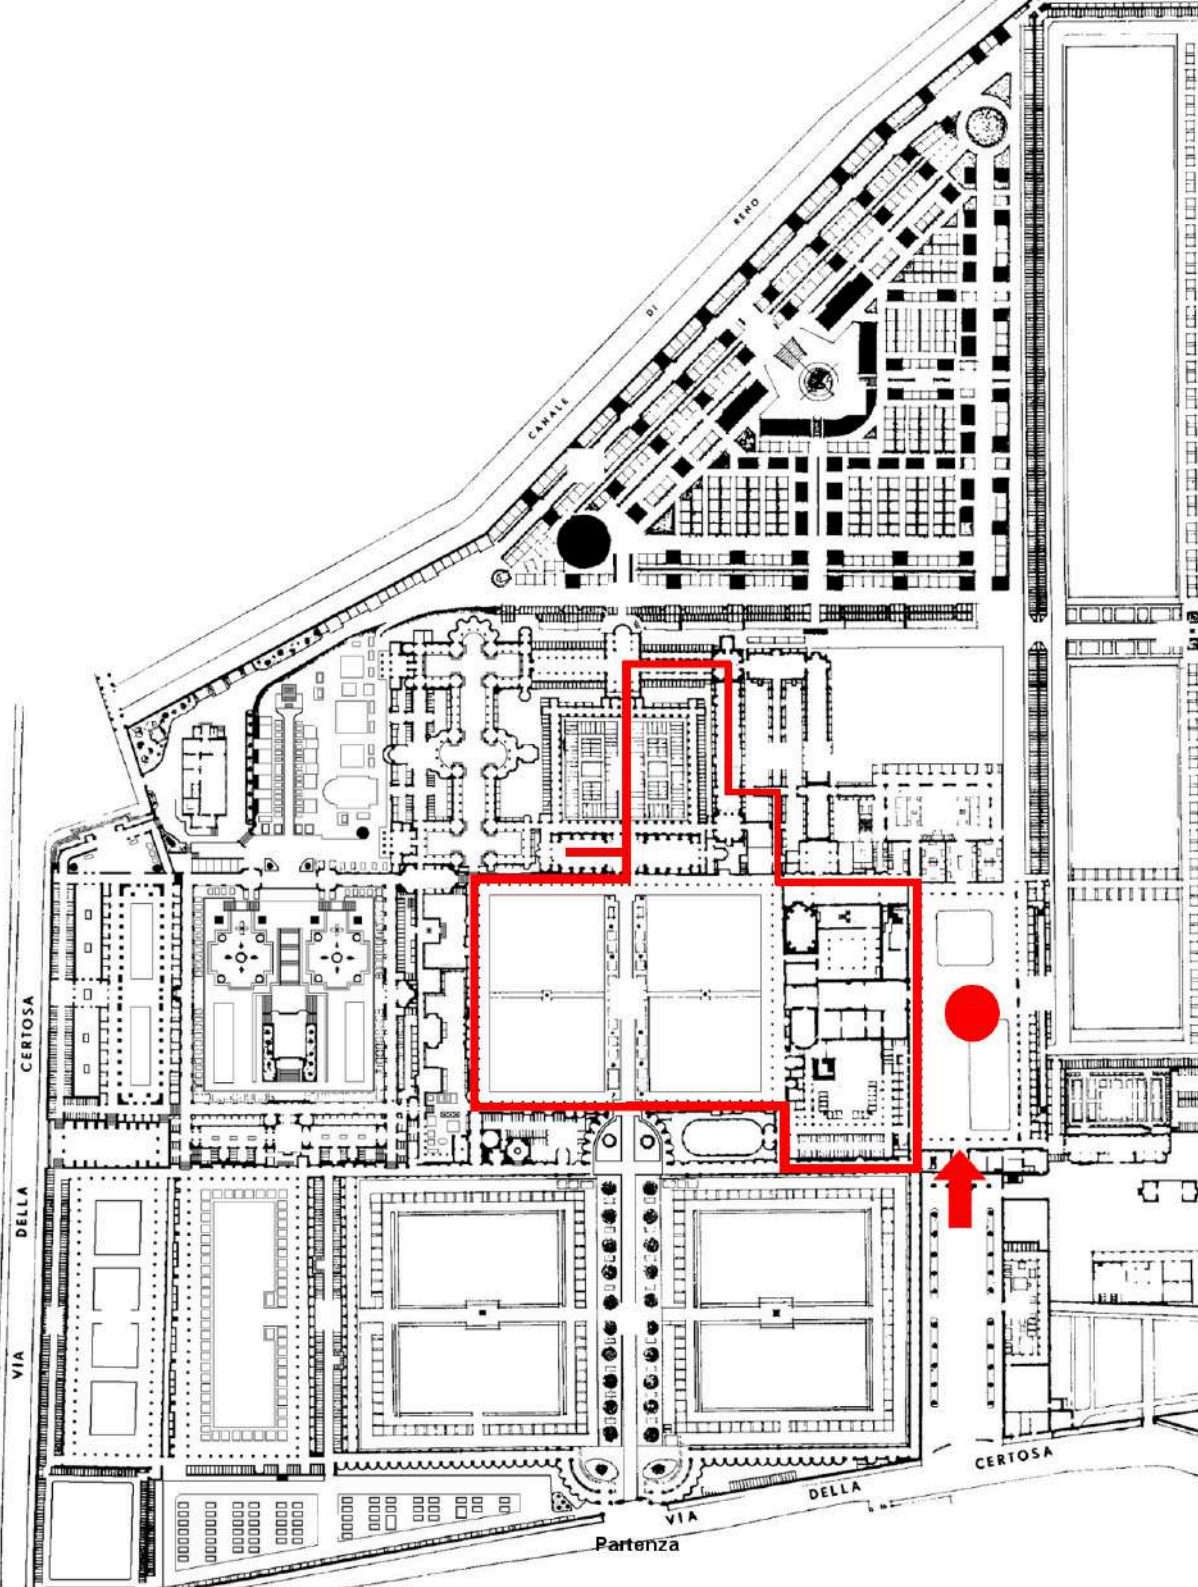 RENO
DI
CANALE
CERTOSA
DELLA
VIA
CERTOSA
DELLA
VIA
Partenza